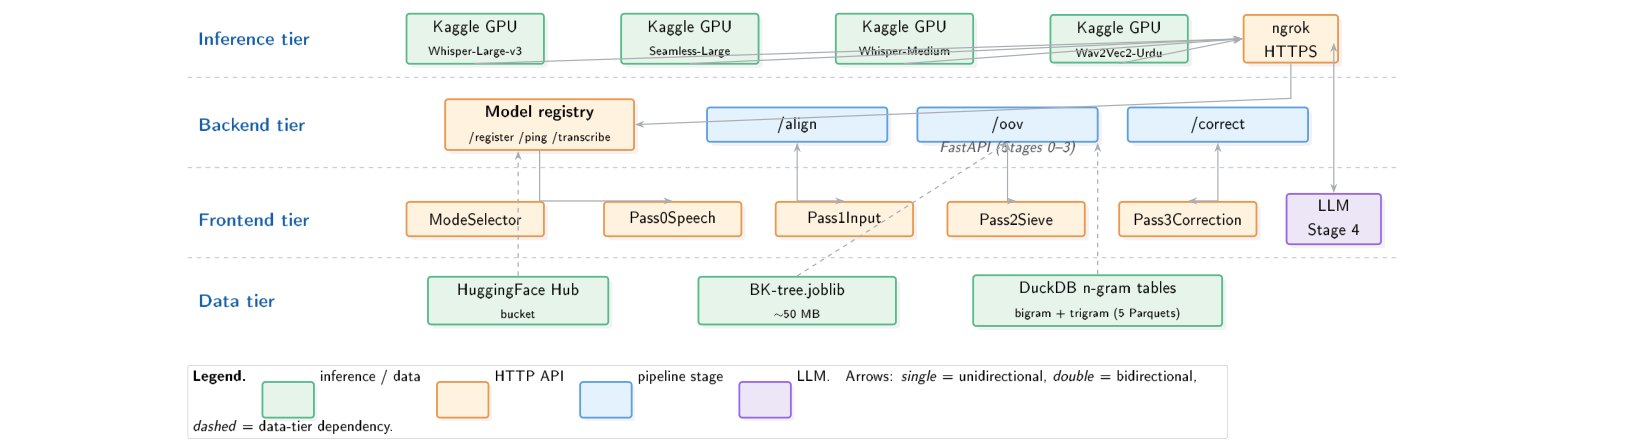 Inference tier
Kaggle GPU
Whisper-Large-v3
Kaggle GPU
Seamless-Large
Kaggle GPU
Whisper-Medium
Kaggle GPU
Wav2Vec2-Urdu
ngrok
HTTPS
Backend tier
Model registry
/register /ping /transcribe
/align
/oov
/correct
FastAPI (Stages 0–3)
Frontend tier
ModeSelector
Pass0Speech
Pass1Input
Pass2Sieve
Pass3Correction
LLM
Stage 4
Data tier
HuggingFace Hub
bucket
BK-tree.joblib
~50 MB
DuckDB n-gram tables
bigram + trigram (5 Parquets)
Legend. inference / data HTTP API pipeline stage LLM. Arrows: single = unidirectional, double = bidirectional,
dashed = data-tier dependency.